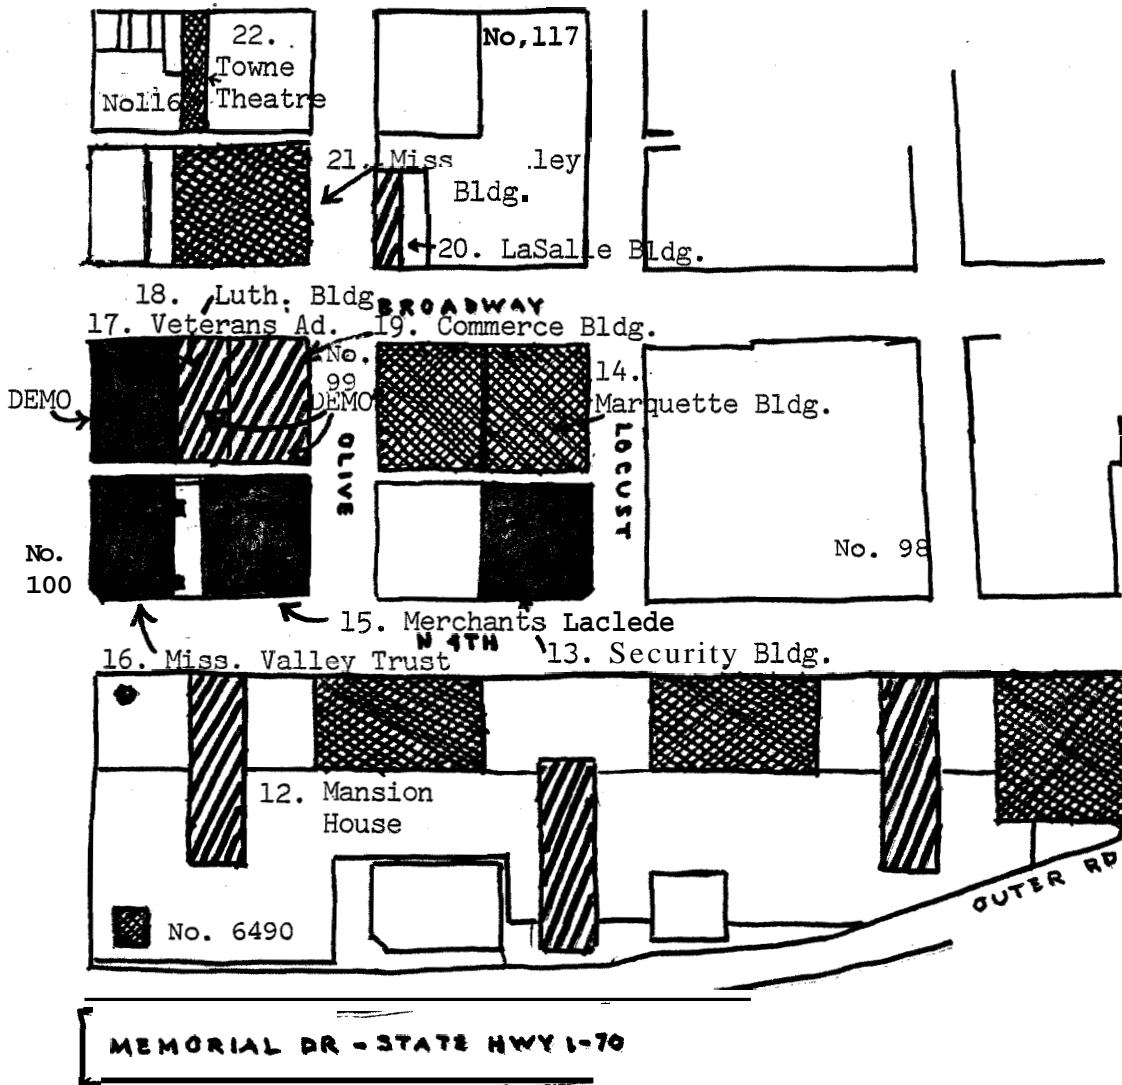 22.
No,117
Towne
No116
Theatre
21. Miss .ley
Bldg.
20. LaSalle Bldg.
18. Luth. Bldg
BROADWAY
17. Veterans Ad.
19. Commerce Bldg.
No.
99
14.
DEMO
DEMO
Marquette Bldg.
OLIVE
LOCUST
No. 98
No.
100
15. Merchants Laclede
N 4TH
16. Miss. Valley Trust
13. Security Bldg.
12. Mansion
House
OUTER RD
No. 6490
MEMORIAL DR - STATE HWY I-70